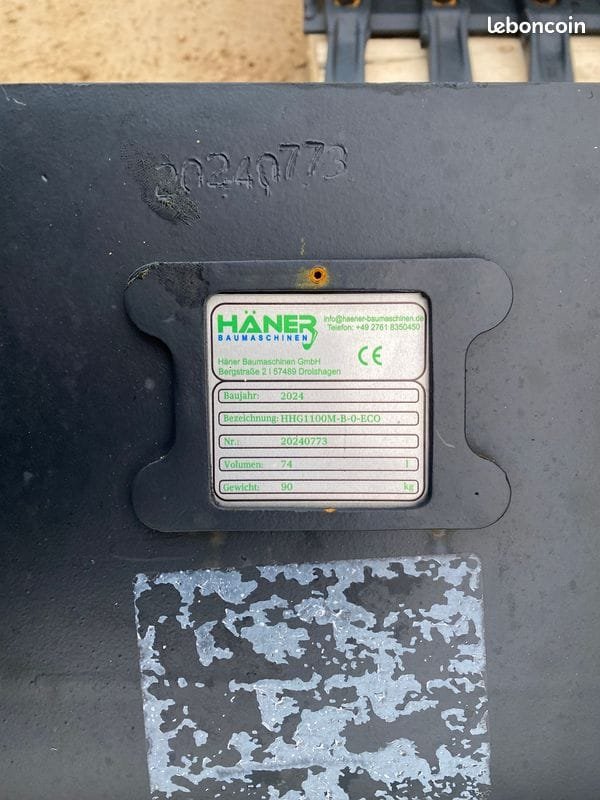 leboncoin
20240773
HÄNER
BAUMASCHINEN
info@haener-baumaschinen.de
Telefon: +49 2761 8350450
CE
Häner Baumaschinen GmbH
Bergstraße 2 I 57489 Drolshagen
Baujahr: 2024
Bezeichnung: HHG1100M-B-0-ECO
Nr.: 20240773
Volumen: 74 l
Gewicht: 90 kg